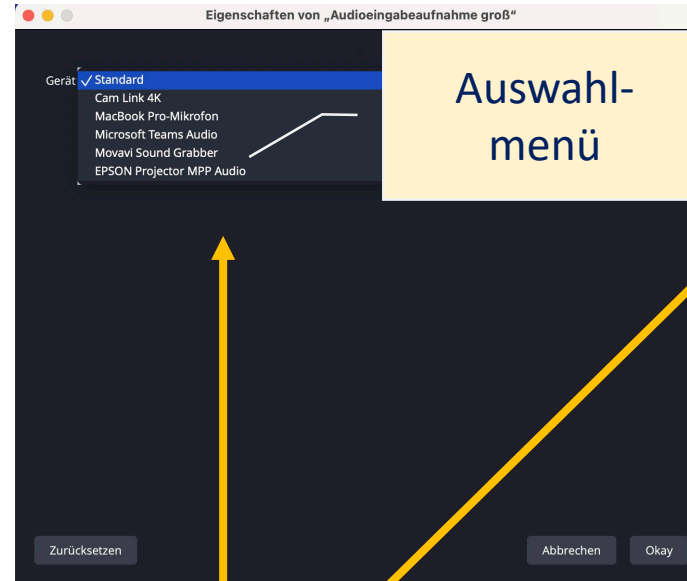 Eigenschaften von „Audioeingabeaufnahme groß“
Gerät ✓ Standard
Cam Link 4K
MacBook Pro-Mikrofon
Microsoft Teams Audio
Movavi Sound Grabber
EPSON Projector MPP Audio
Auswahl-
menü
Zurücksetzen
Abbrechen
Okay